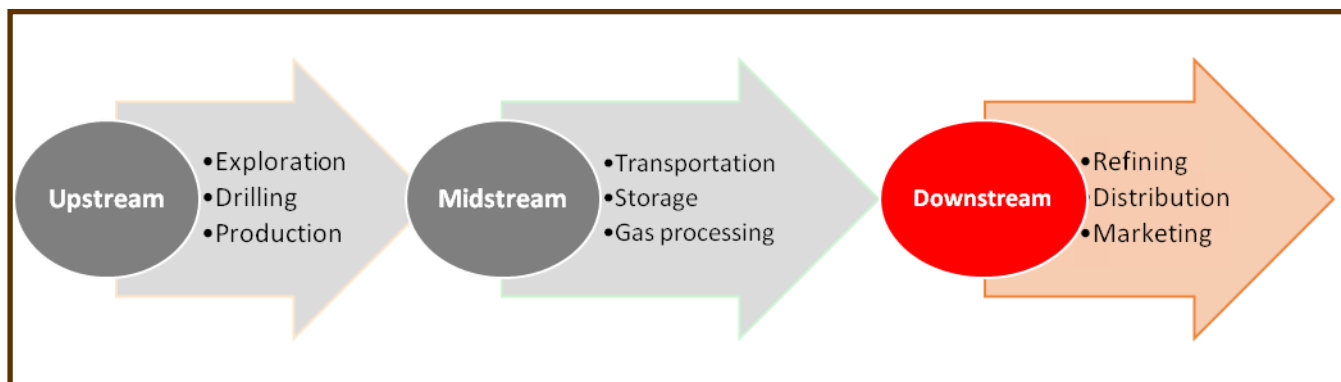 Upstream
•Exploration
•Drilling
•Production
Midstream
•Transportation
•Storage
•Gas processing
Downstream
•Refining
•Distribution
•Marketing